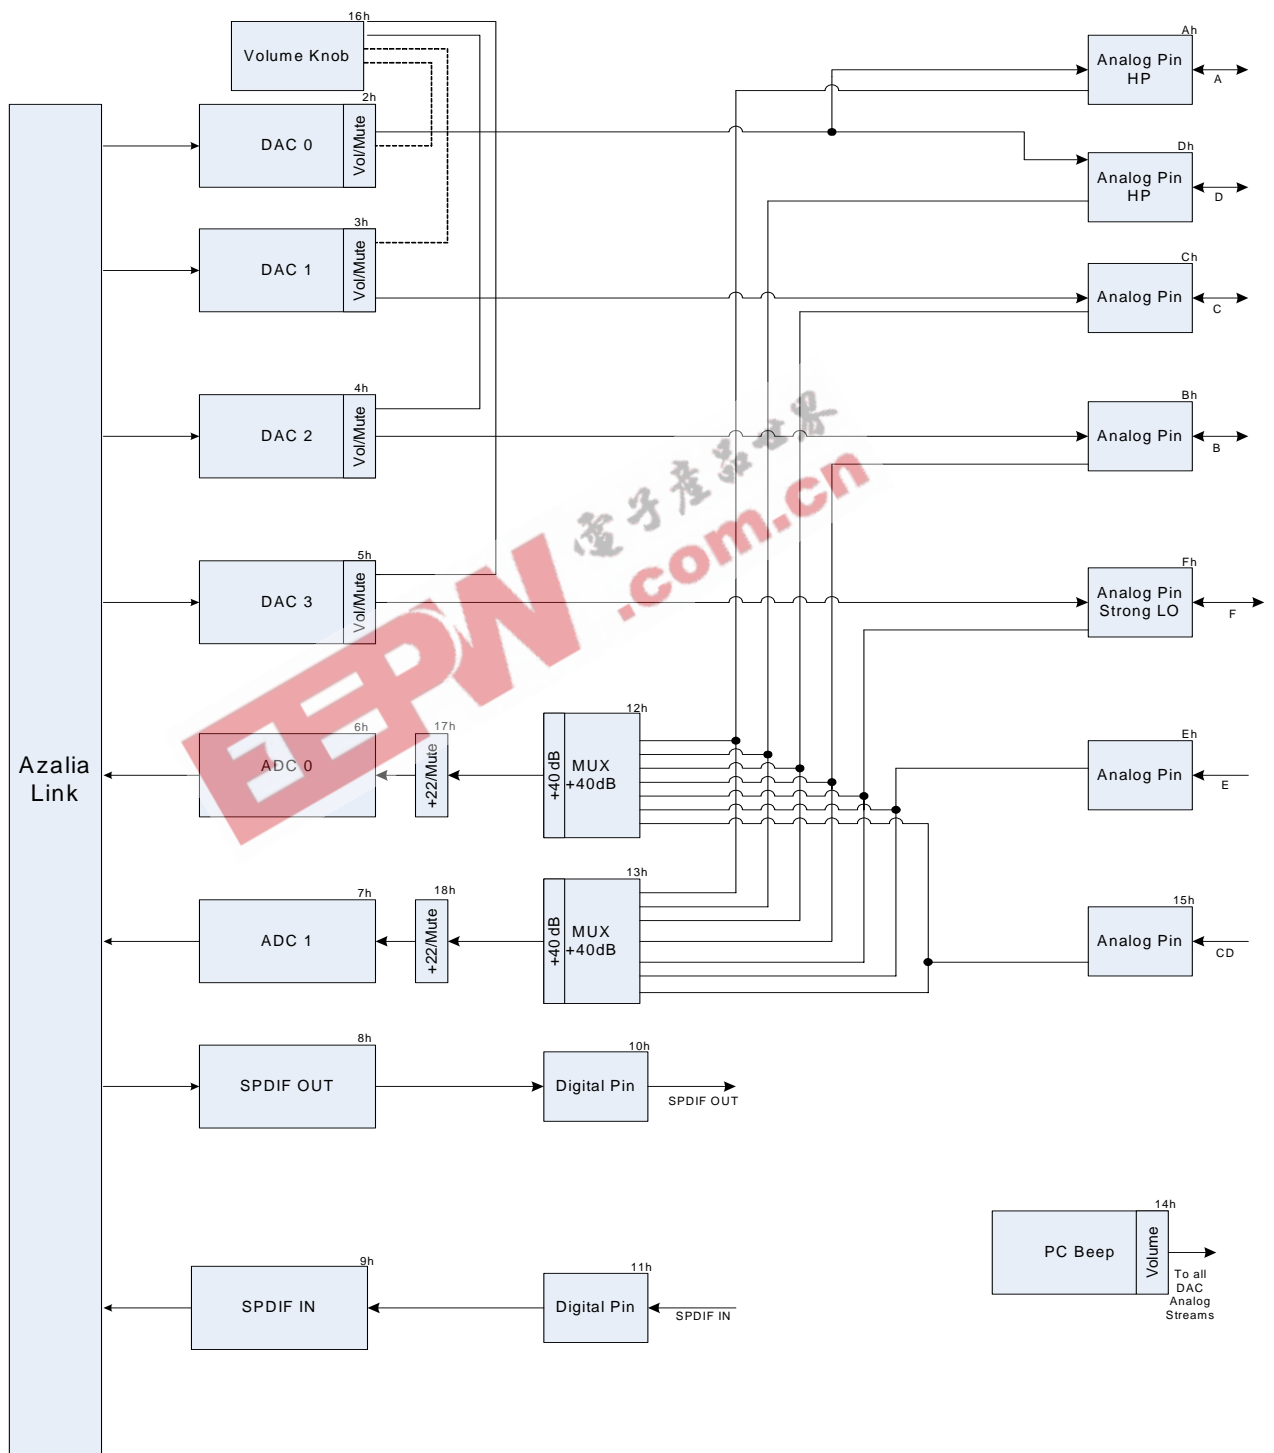 16h
Volume Knob
Ah
Analog Pin
HP
A
2h
DAC 0
Vol/Mute
Dh
Analog Pin
HP
D
3h
DAC 1
Vol/Mute
Ch
Analog Pin
C
4h
DAC 2
Vol/Mute
Bh
Analog Pin
B
電子產品世界
EEPW
.com.cn
5h
DAC 3
Vol/Mute
Fh
Analog Pin
Strong LO
F
Azalia
Link
6h
ADC 0
17h
+22/Mute
12h
+40 dB
MUX
+40dB
Eh
Analog Pin
E
7h
ADC 1
18h
+22/Mute
13h
+40 dB
MUX
+40dB
15h
Analog Pin
CD
8h
SPDIF OUT
10h
Digital Pin
SPDIF OUT
9h
SPDIF IN
11h
Digital Pin
SPDIF IN
14h
PC Beep
Volume
To all
DAC
Analog
Streams